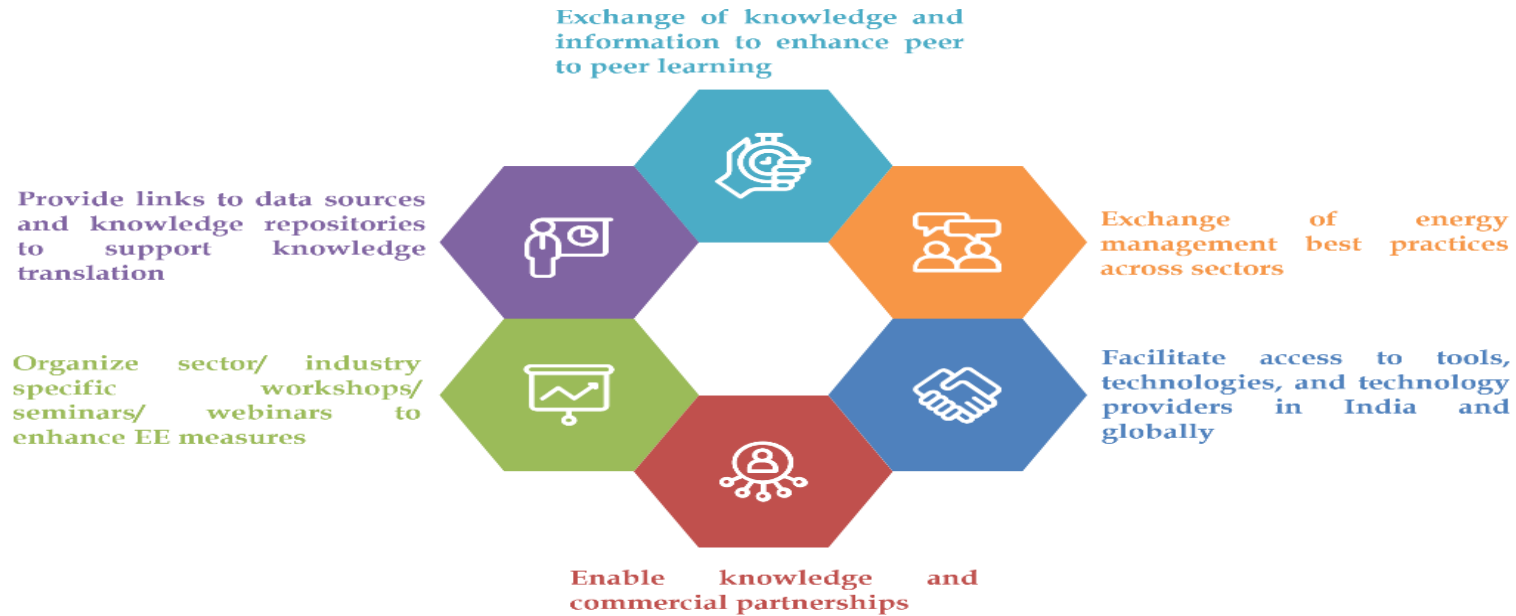 Exchange of knowledge and
information to enhance peer
to peer learning
Provide links to data sources
and knowledge repositories
to support knowledge
translation
Exchange of energy
management best practices
across sectors
Organize sector/ industry
specific workshops/
seminars/ webinars to
enhance EE measures
Facilitate access to tools,
technologies, and technology
providers in India and
globally
Enable knowledge and
commercial partnerships